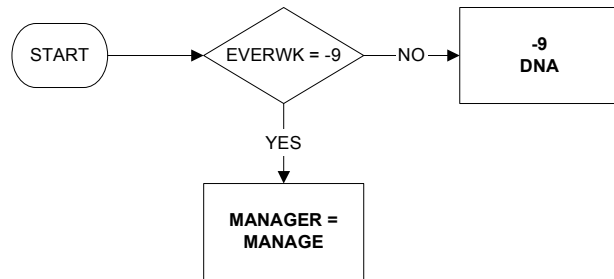 START
EVERWK = -9
NO
-9
DNA
YES
MANAGER =
MANAGE